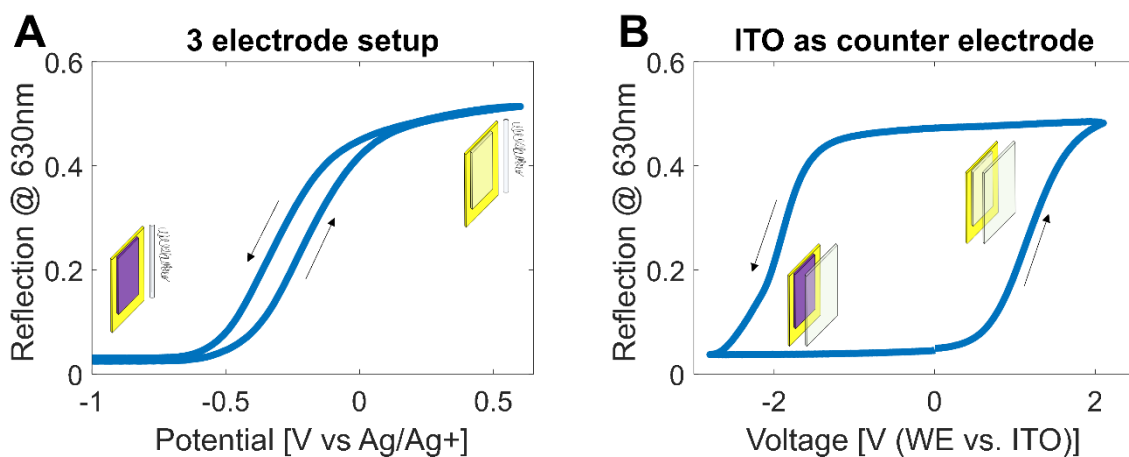 A
3 electrode setup
Reflection @ 630nm
0.6
0.4
0.2
0
-1
-0.5
0
0.5
Potential [V vs Ag/Ag+]
B
ITO as counter electrode
Reflection @ 630nm
0.6
0.4
0.2
0
-2
0
2
Voltage [V (WE vs. ITO)]